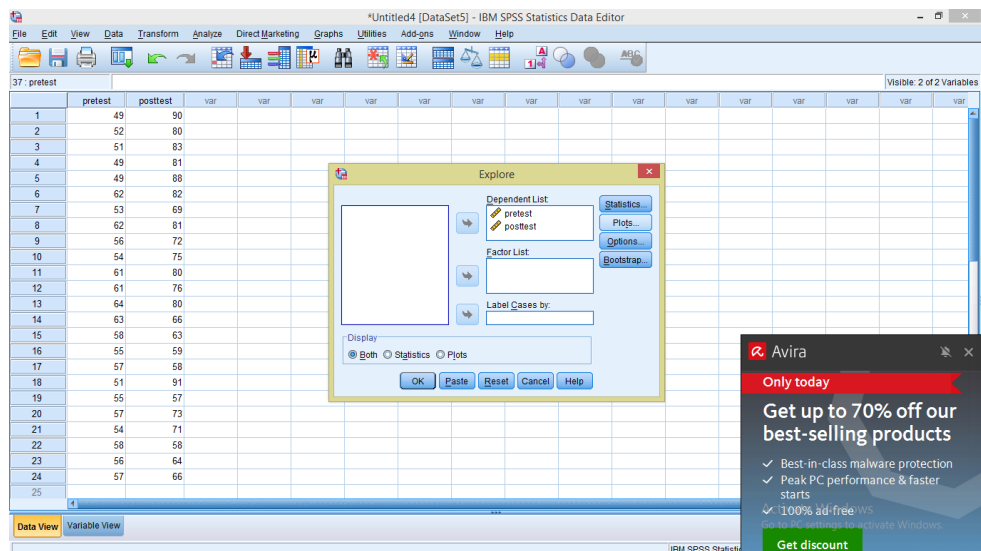 *Untitled4 [DataSet5] - IBM SPSS Statistics Data Editor
File Edit View Data Transform Analyze Direct Marketing Graphs Utilities Add-ons Window Help
37 : pretest
Visible: 2 of 2 Variables
pretest posttest var var var var var var var var var var var var var var var
1 49 90
2 52 80
3 51 83
4 49 81
5 49 88
6 62 82
7 53 69
8 62 81
9 56 72
10 54 75
11 61 80
12 61 76
13 64 80
14 63 66
15 58 63
16 55 59
17 57 58
18 51 91
19 55 57
20 57 73
21 54 71
22 58 58
23 56 64
24 57 66
25
Explore
Dependent List:
pretest
posttest
Factor List:
Label Cases by:
Statistics...
Plots...
Options...
Bootstrap...
Display
Both Statistics Plots
OK Paste Reset Cancel Help
Avira
Only today
Get up to 70% off our
best-selling products
Best-in-class malware protection
Peak PC performance & faster
starts
100% ad free
Go to PC settings to activate Windows.
Get discount
Data View Variable View
IBM SPSS